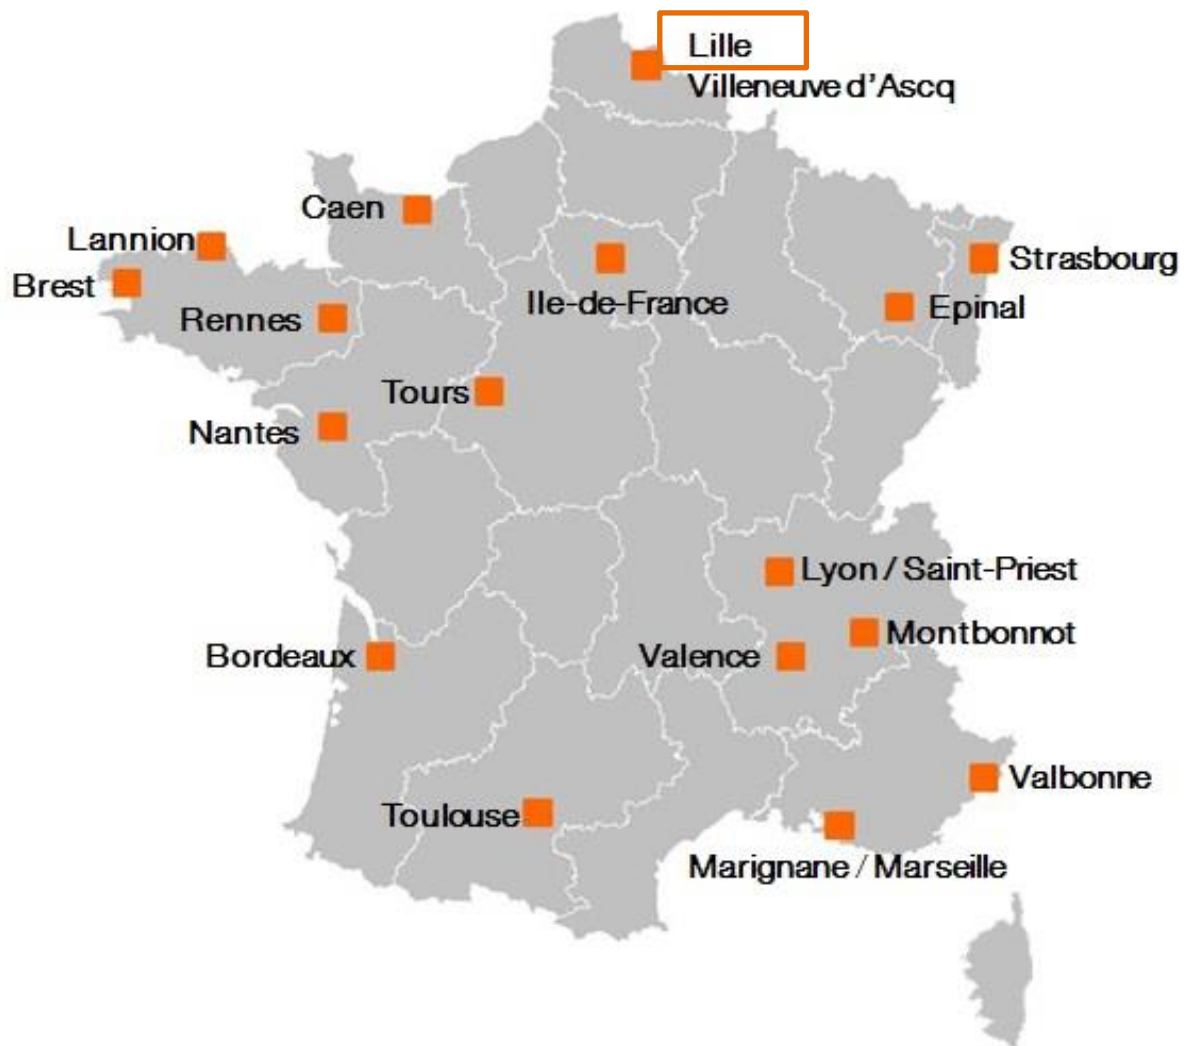 Lille
Villeneuve d'Ascq
Caen
Lannion
Strasbourg
Brest
Ile-de-France
Epinal
Rennes
Tours
Nantes
Lyon / Saint-Priest
Montbonnot
Bordeaux
Valence
Valbonne
Toulouse
Marignane / Marseille